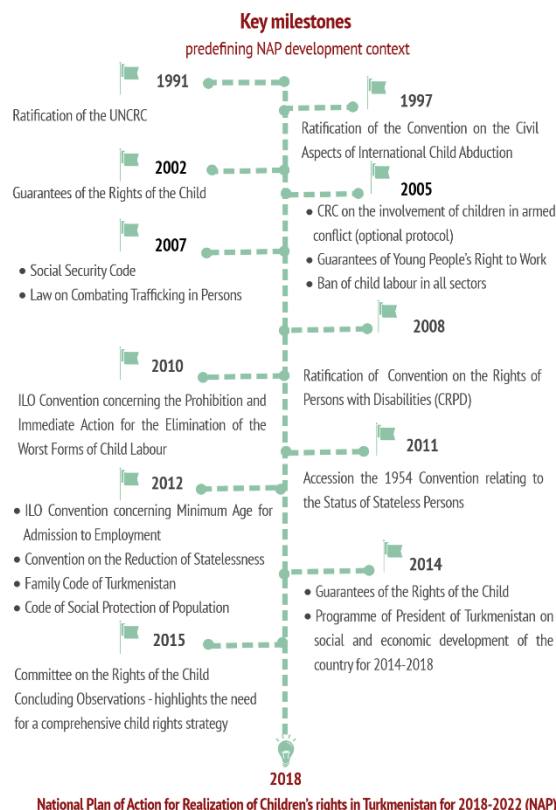 Key milestones
predefining NAP development context
1991
Ratification of the UNCRC
1997
Ratification of the Convention on the Civil
Aspects of International Child Abduction
2002
Guarantees of the Rights of the Child
2005
• CRC on the involvement of children in armed
conflict (optional protocol)
• Guarantees of Young People's Right to Work
• Ban of child labour in all sectors
2007
• Social Security Code
• Law on Combating Trafficking in Persons
2008
Ratification of Convention on the Rights of
Persons with Disabilities (CRPD)
2010
ILO Convention concerning the Prohibition and
Immediate Action for the Elimination of the
Worst Forms of Child Labour
2011
Accession the 1954 Convention relating to
the Status of Stateless Persons
2012
• ILO Convention concerning Minimum Age for
Admission to Employment
• Convention on the Reduction of Statelessness
• Family Code of Turkmenistan
• Code of Social Protection of Population
2014
• Guarantees of the Rights of the Child
• Programme of President of Turkmenistan on
social and economic development of the
country for 2014-2018
2015
Committee on the Rights of the Child
Concluding Observations - highlights the need
for a comprehensive child rights strategy
2018
National Plan of Action for Realization of Children's rights in Turkmenistan for 2018-2022 (NAP)